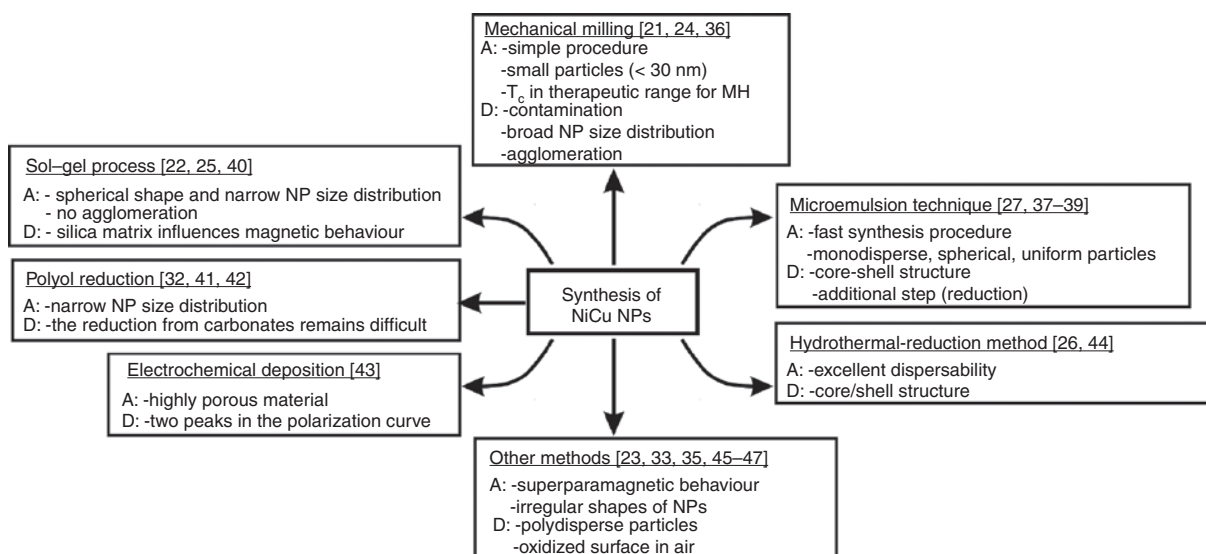 Mechanical milling [21, 24, 36]
A: -simple procedure
-small particles (< 30 nm)
-Tc in therapeutic range for MH
D: -contamination
-broad NP size distribution
-agglomeration
Sol–gel process [22, 25, 40]
A: - spherical shape and narrow NP size distribution
- no agglomeration
D: - silica matrix influences magnetic behaviour
Microemulsion technique [27, 37–39]
A: -fast synthesis procedure
-monodisperse, spherical, uniform particles
D: -core-shell structure
-additional step (reduction)
Polyol reduction [32, 41, 42]
A: -narrow NP size distribution
D: -the reduction from carbonates remains difficult
Synthesis of
NiCu NPs
Hydrothermal-reduction method [26, 44]
A: -excellent dispersability
D: -core/shell structure
Electrochemical deposition [43]
A: -highly porous material
D: -two peaks in the polarization curve
Other methods [23, 33, 35, 45–47]
A: -superparamagnetic behaviour
-irregular shapes of NPs
D: -polydisperse particles
-oxidized surface in air